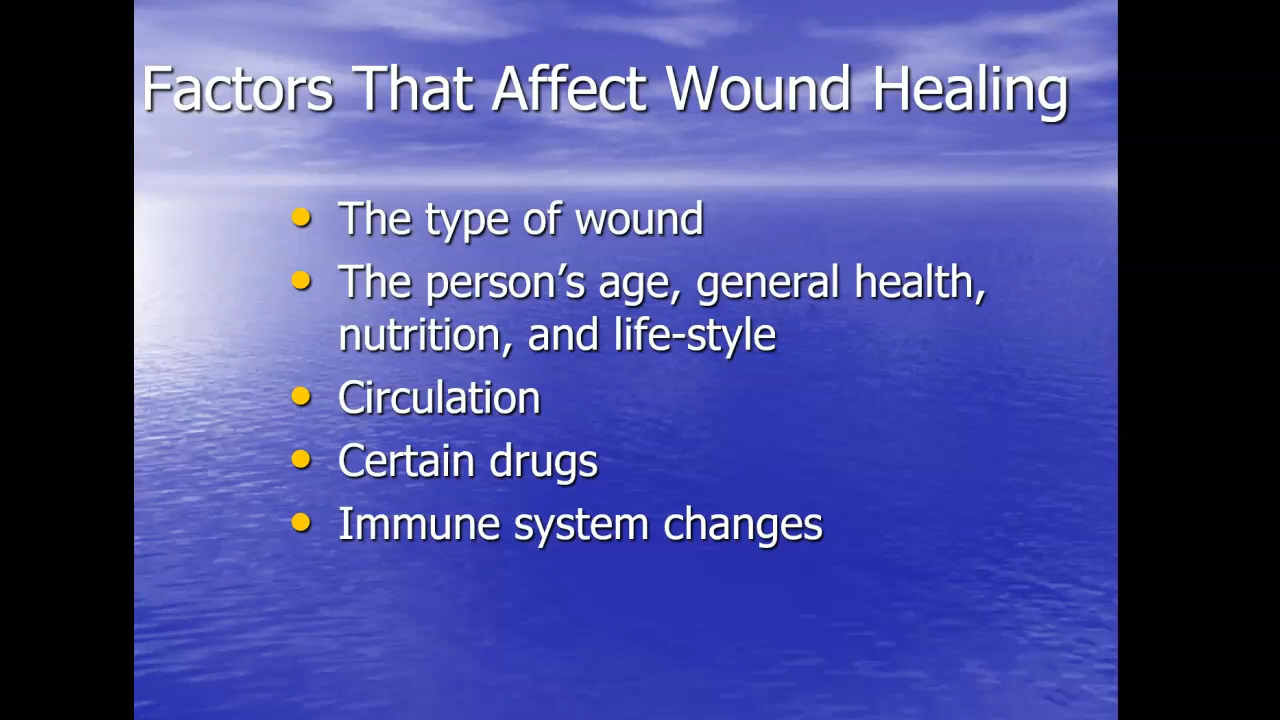 Factors That Affect Wound Healing
• The type of wound
• The person’s age, general health,
nutrition, and life-style
• Circulation
• Certain drugs
• Immune system changes